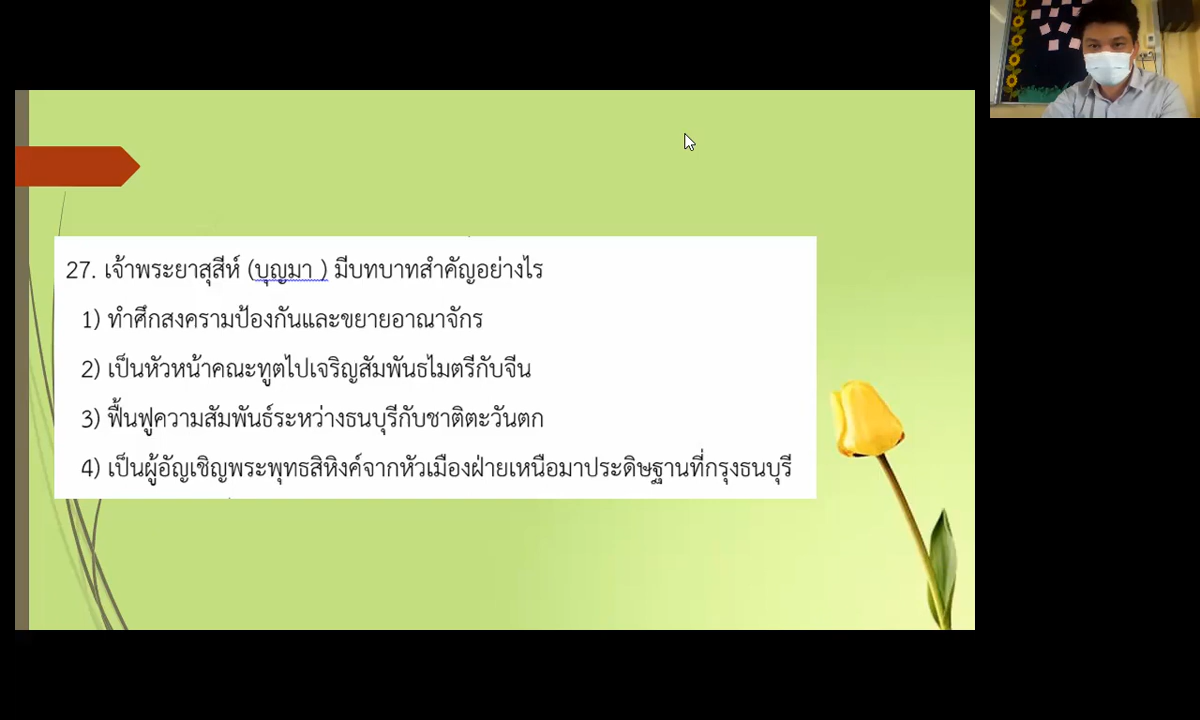 27. เจ้าพระยาสุสีห์ (บุญมา ) มีบทบาทสำคัญอย่างไร
1) ทำศึกสงครามป้องกันและขยายอาณาจักร
2) เป็นหัวหน้าคณะทูตไปเจริญสัมพันธไมตรีกับจีน
3) ฟื้นฟูความสัมพันธ์ระหว่างธนบุรีกับชาติตะวันตก
4) เป็นผู้อัญเชิญพระพุทธสิหิงค์จากหัวเมืองฝ่ายเหนือมาประดิษฐานที่กรุงธนบุรี